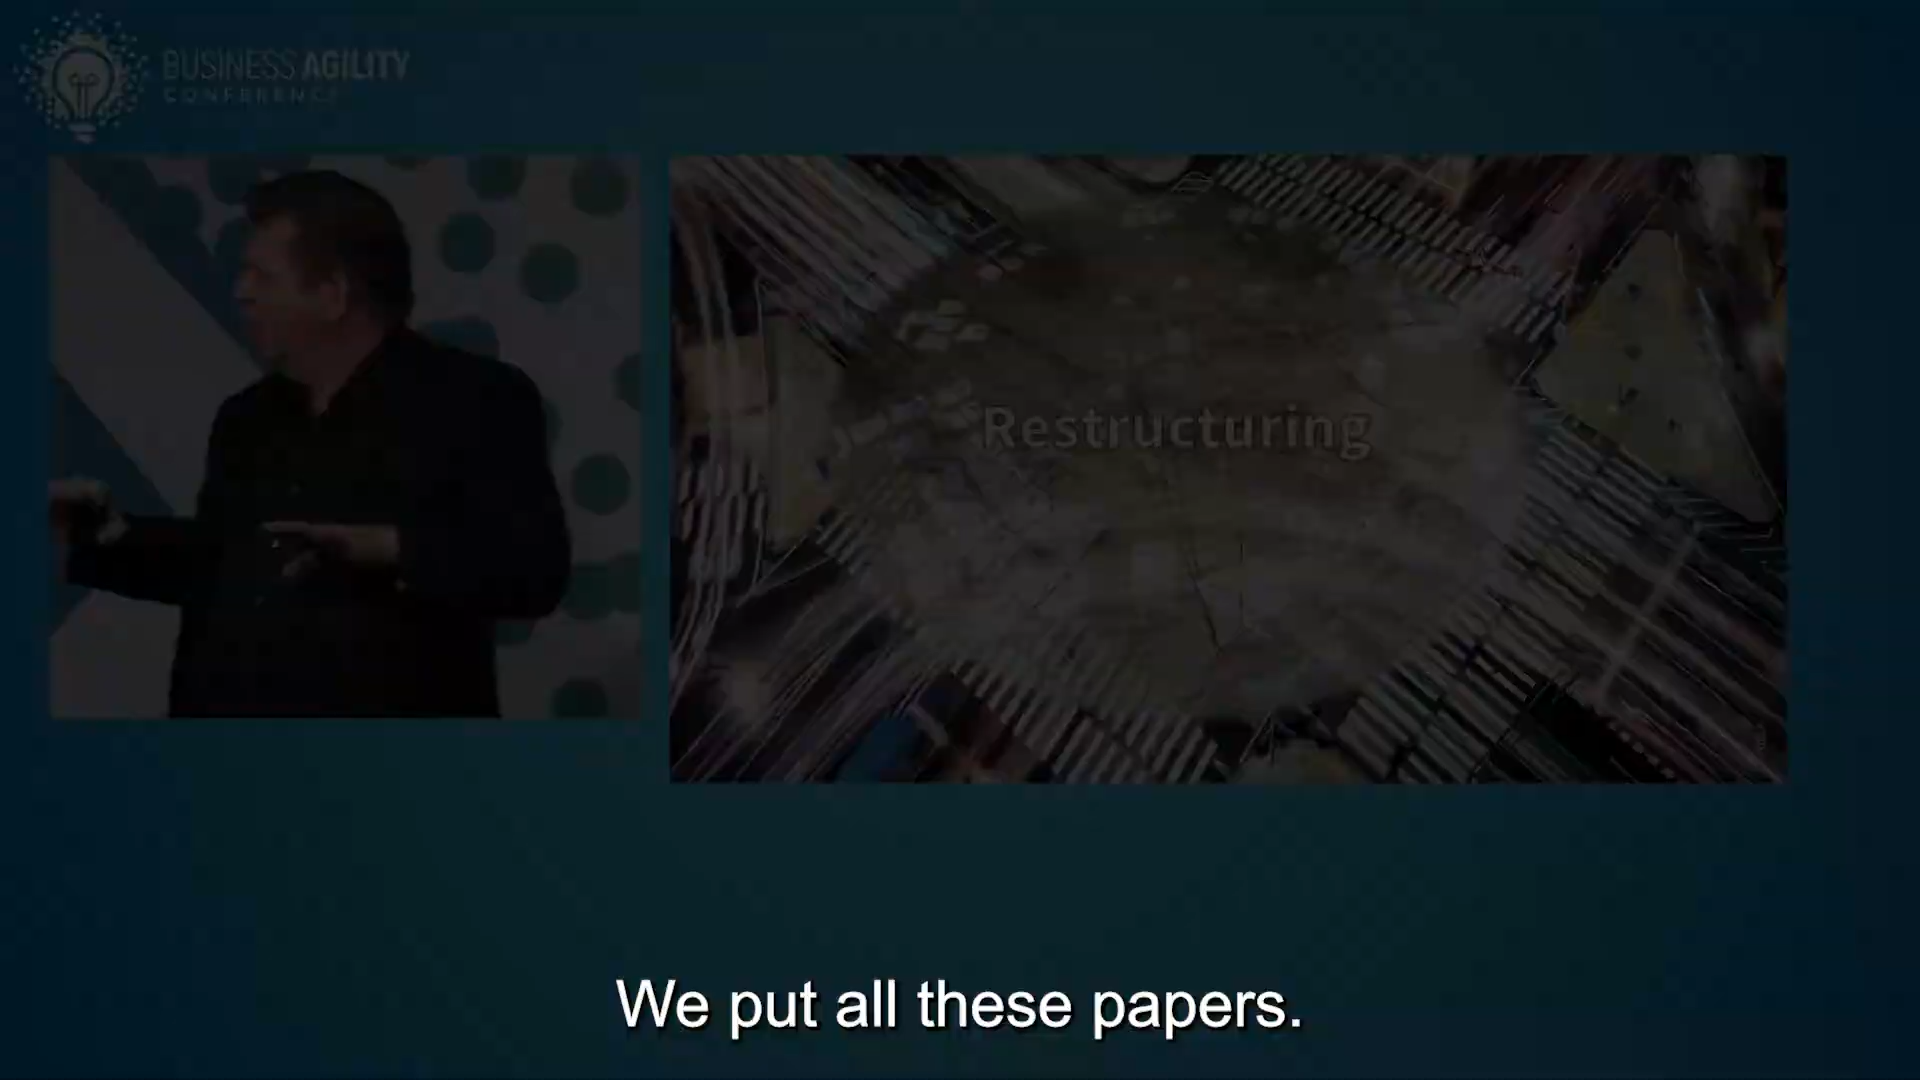 BUSINESS AGILITY
CONFERENCE
Restructuring
We put all these papers.